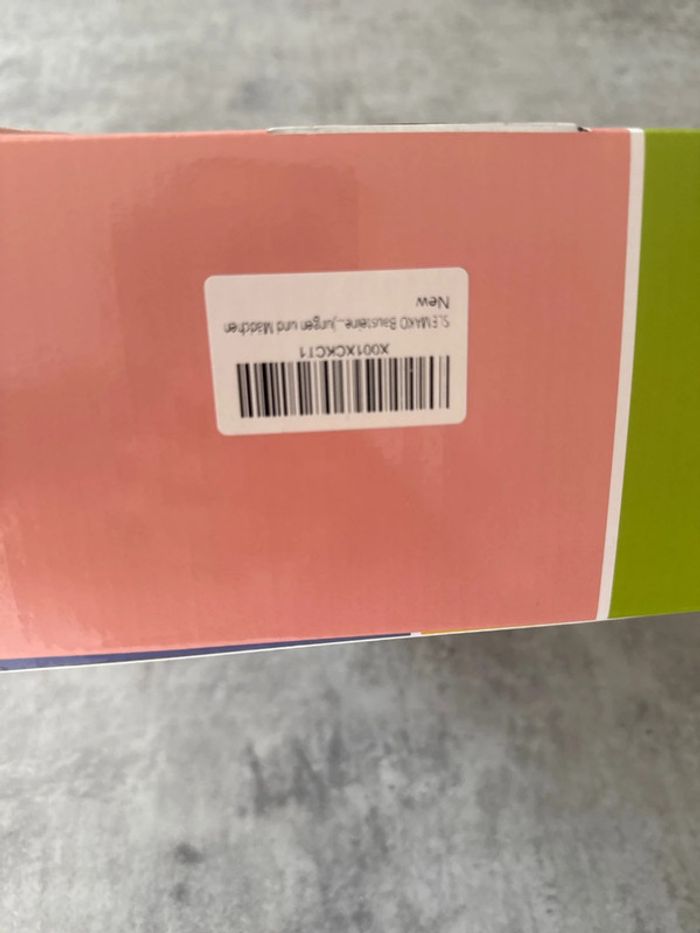 X001XCKCT1
SLEMAKO Bausteine...Jungen und Mädchen
New